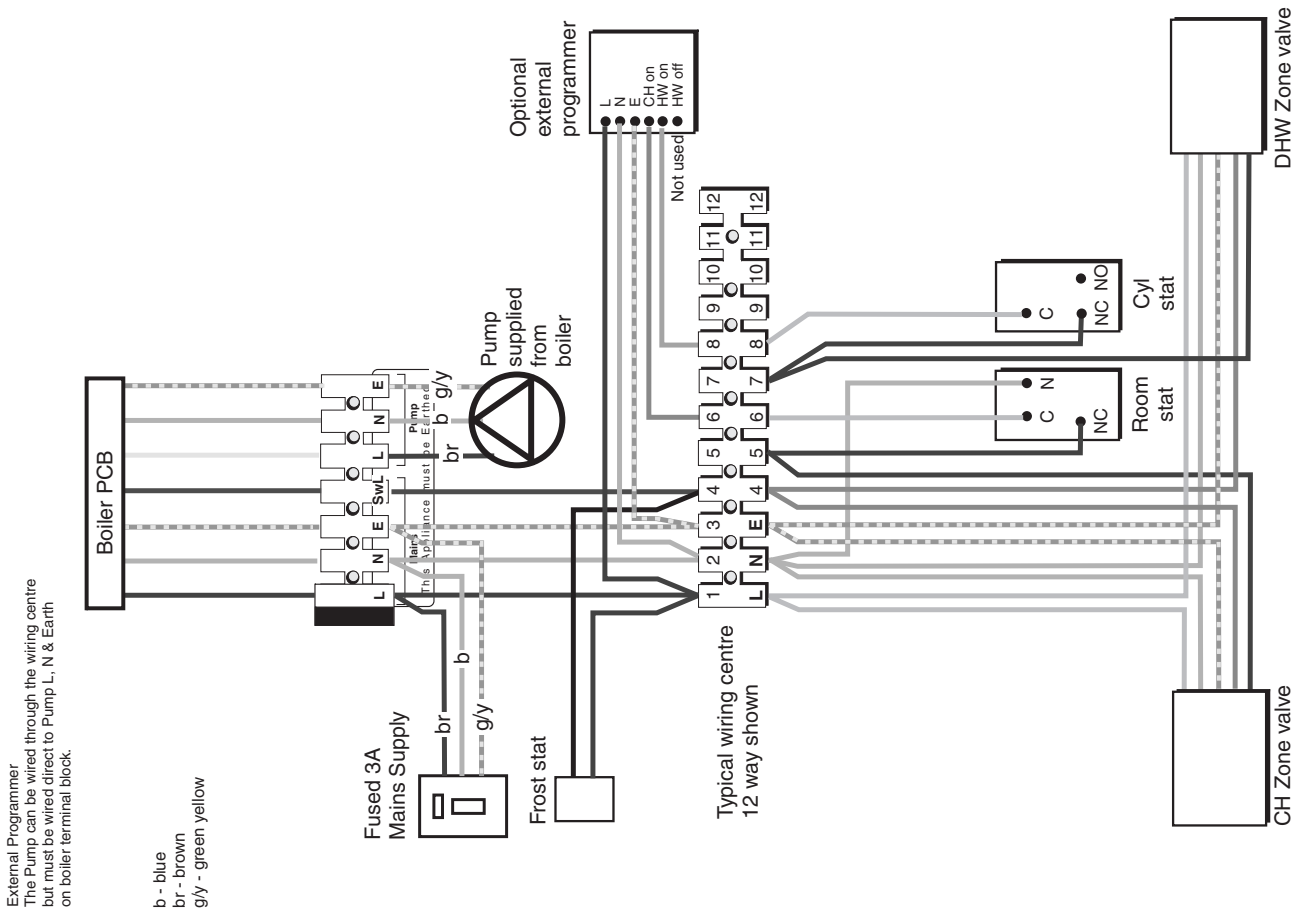 External Programmer
The Pump can be wired through the wiring centre
but must be wired direct to Pump L, N & Earth
on boiler terminal block.
b - blue
br - brown
g/y - green yellow
Boiler PCB
L
N
E
SwL
L
N
E
Mains
Pump
This Appliance must be Earthed
br
b
g/y
Pump
supplied
from
boiler
Fused 3A
Mains Supply
br
b
g/y
Frost stat
Optional
external
programmer
L
N
E
CH on
HW on
HW off
Not used
Typical wiring centre
12 way shown
1 2 3 4 5 6 7 8 9 10 11 12
L N E 4 5 6 7 8 9 10 11 12
Room
stat
C
N
NC
Cyl
stat
C
NC
NO
CH Zone valve
DHW Zone valve